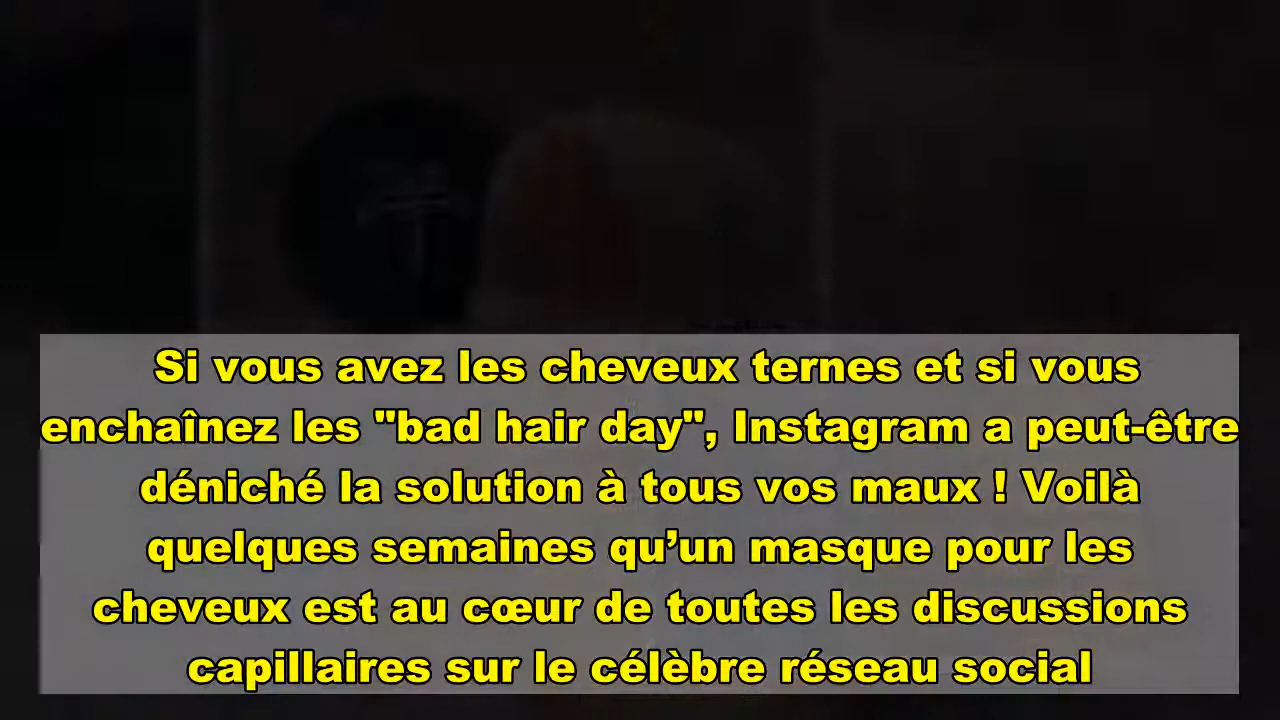 Si vous avez les cheveux ternes et si vous
enchaînez les "bad hair day", Instagram a peut-être
déniché la solution à tous vos maux ! Voilà
quelques semaines qu’un masque pour les
cheveux est au cœur de toutes les discussions
capillaires sur le célèbre réseau social